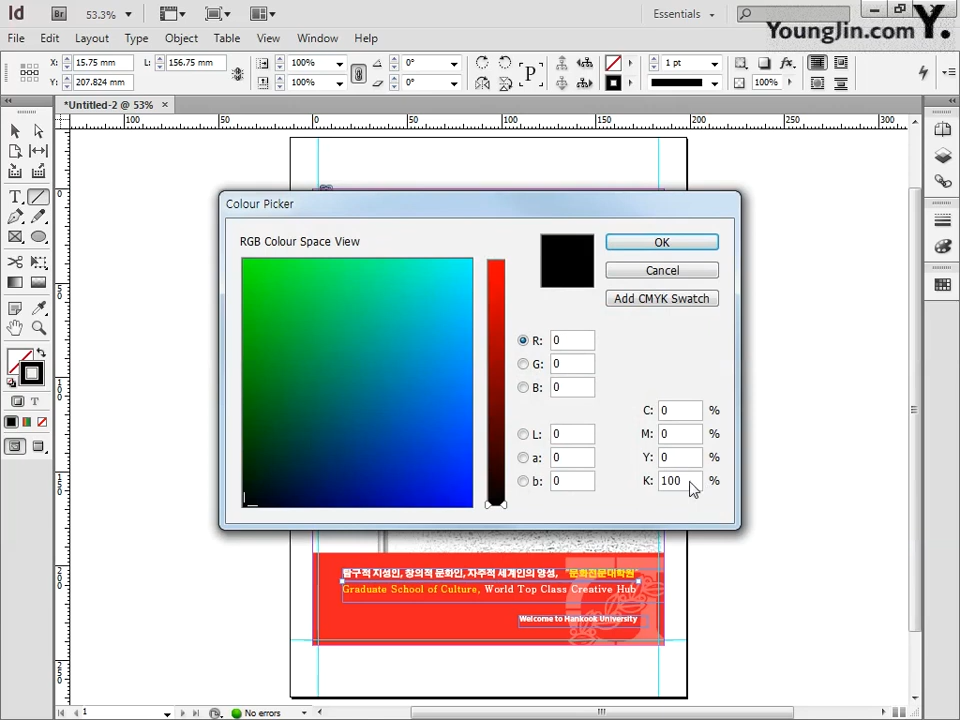 Id Br 53.3% Essentials
Y.
YoungJin.com
File Edit Layout Type Object Table View Window Help
X: 15.75 mm L: 156.75 mm 100% 0° P 1 pt fx
Y: 207.824 mm 100% 0° 100%
*Untitled-2 @ 53% ×
100 50 0 50 100 150 200 250 300
Colour Picker
RGB Colour Space View
OK
Cancel
Add CMYK Swatch
R: 0
G: 0
B: 0
C: 0 %
L: 0 M: 0 %
a: 0 Y: 0 %
b: 0 K: 100 %
탐구적 지성인, 창의적 문화인, 자주적 세계인의 양성, "문화전문대학원"
Graduate School of Culture, World Top Class Creative Hub
Welcome to Hankook University
1 No errors